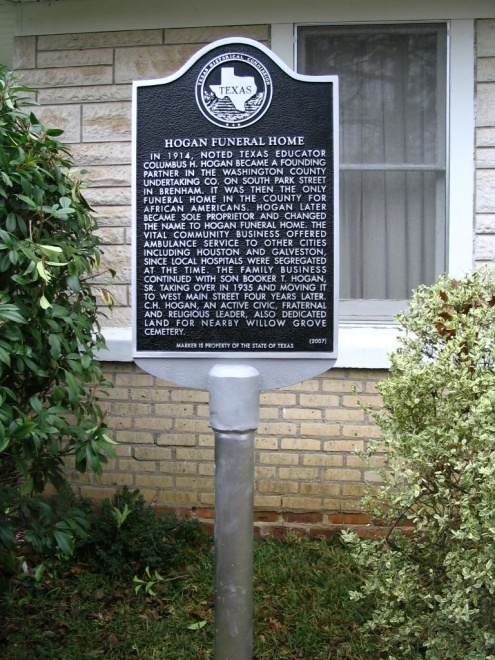 TEXAS HISTORICAL COMMISSION
TEXAS
HOGAN FUNERAL HOME
IN 1914, NOTED TEXAS EDUCATOR
COLUMBUS H. HOGAN BECAME A FOUNDING
PARTNER IN THE WASHINGTON COUNTY
UNDERTAKING CO. ON SOUTH PARK STREET
IN BRENHAM. IT WAS THEN THE ONLY
FUNERAL HOME IN THE COUNTY FOR
AFRICAN AMERICANS. HOGAN LATER
BECAME SOLE PROPRIETOR AND CHANGED
THE NAME TO HOGAN FUNERAL HOME. THE
VITAL COMMUNITY BUSINESS OFFERED
AMBULANCE SERVICE TO OTHER CITIES
INCLUDING HOUSTON AND GALVESTON,
SINCE LOCAL HOSPITALS WERE SEGREGATED
AT THE TIME. THE FAMILY BUSINESS
CONTINUED WITH SON BOOKER T. HOGAN,
SR. TAKING OVER IN 1935 AND MOVING IT
TO WEST MAIN STREET FOUR YEARS LATER.
C.H. HOGAN, AN ACTIVE CIVIC, FRATERNAL
AND RELIGIOUS LEADER, ALSO DEDICATED
LAND FOR NEARBY WILLOW GROVE
CEMETERY.
(2007)
MARKER IS PROPERTY OF THE STATE OF TEXAS